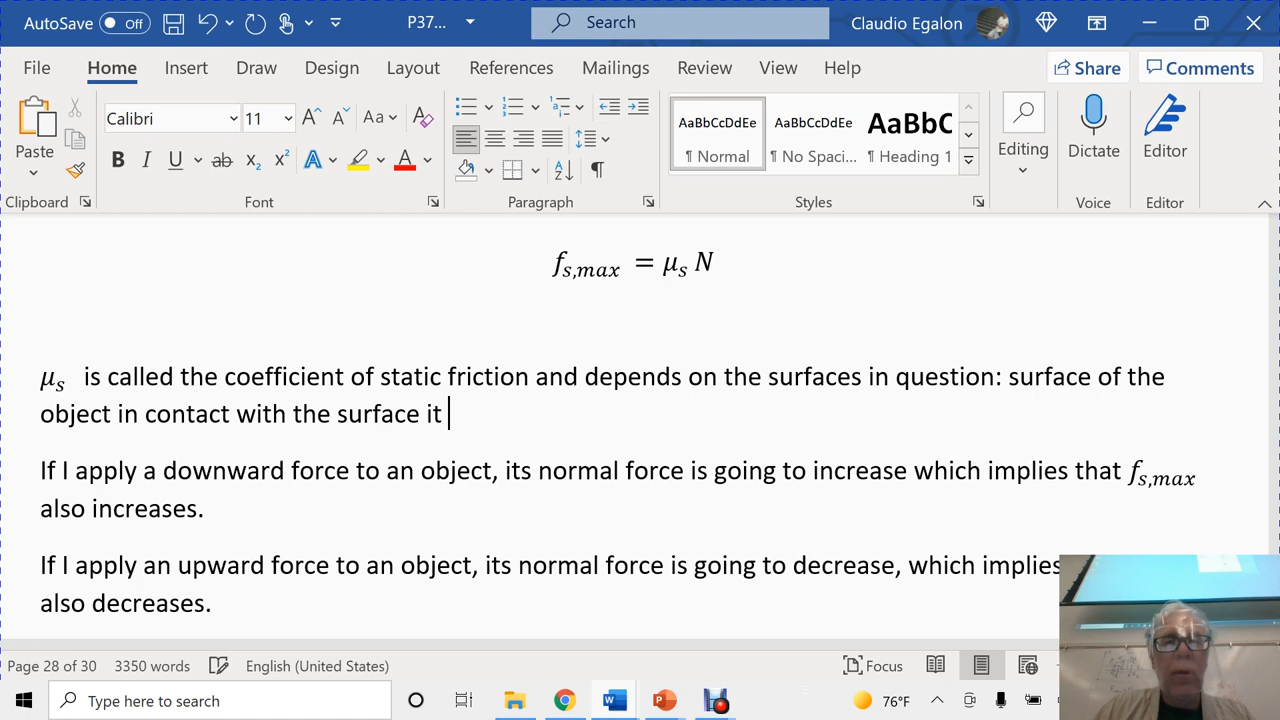 AutoSave Off P37... Search Claudio Egalon
File Home Insert Draw Design Layout References Mailings Review View Help Share Comments
Calibri 11 Aa AaBbCcDdEe AaBbCcDdEe AaBbC
Paste B I U ab x₂ x² A A A ¶ Normal ¶ No Spaci... ¶ Heading 1 Editing Dictate Editor
Clipboard Font Paragraph Styles Voice Editor
f_{s,max} = μ_s N
μ_s is called the coefficient of static friction and depends on the surfaces in question: surface of the
object in contact with the surface it
If I apply a downward force to an object, its normal force is going to increase which implies that f_{s,max}
also increases.
If I apply an upward force to an object, its normal force is going to decrease, which implies
also decreases.
Page 28 of 30 3350 words English (United States) Focus
Type here to search 76°F